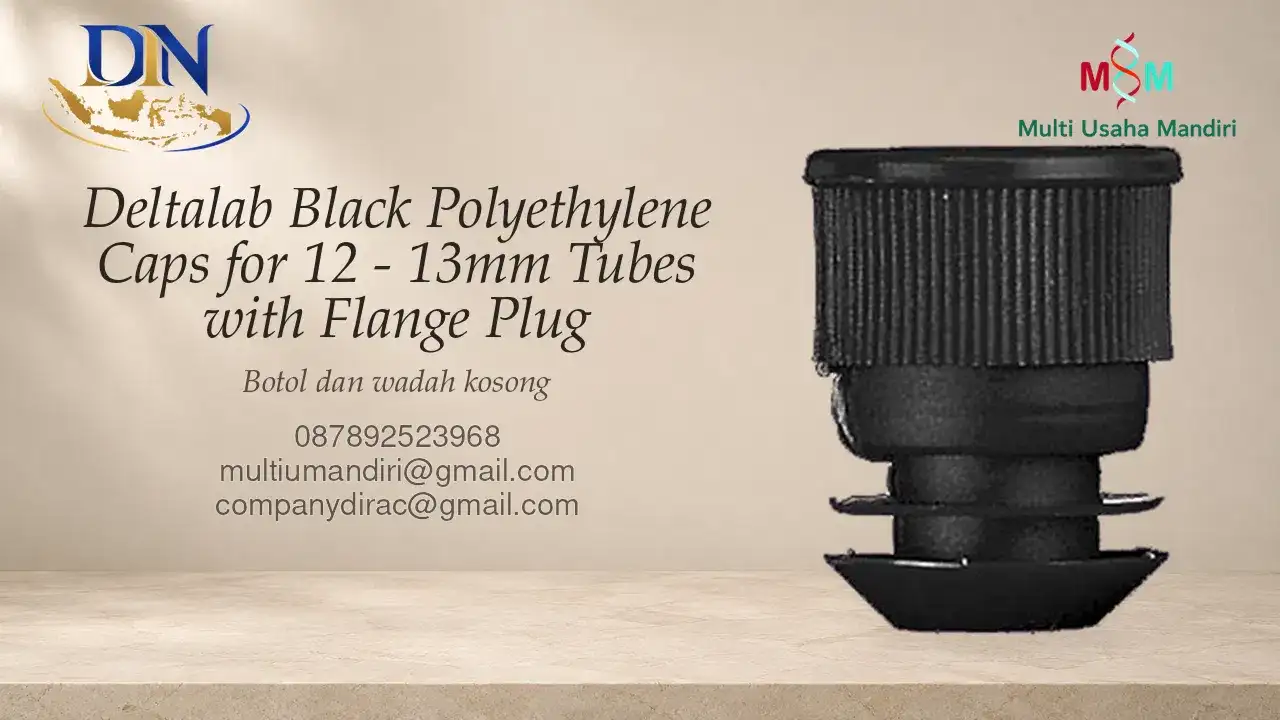 DN
M M
Multi Usaha Mandiri
Deltalab Black Polyethylene
Caps for 12 - 13mm Tubes
with Flange Plug
Botol dan wadah kosong
087892523968
multiumandiri@gmail.com
companydirac@gmail.com